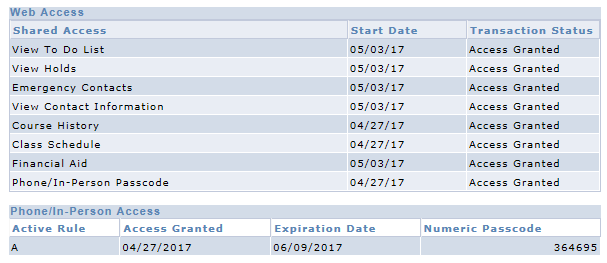 Web Access
Shared Access Start Date Transaction Status
View To Do List 05/03/17 Access Granted
View Holds 05/03/17 Access Granted
Emergency Contacts 05/03/17 Access Granted
View Contact Information 05/03/17 Access Granted
Course History 04/27/17 Access Granted
Class Schedule 04/27/17 Access Granted
Financial Aid 05/03/17 Access Granted
Phone/In-Person Passcode 04/27/17 Access Granted
Phone/In-Person Access
Active Rule Access Granted Expiration Date Numeric Passcode
A 04/27/2017 06/09/2017 364695